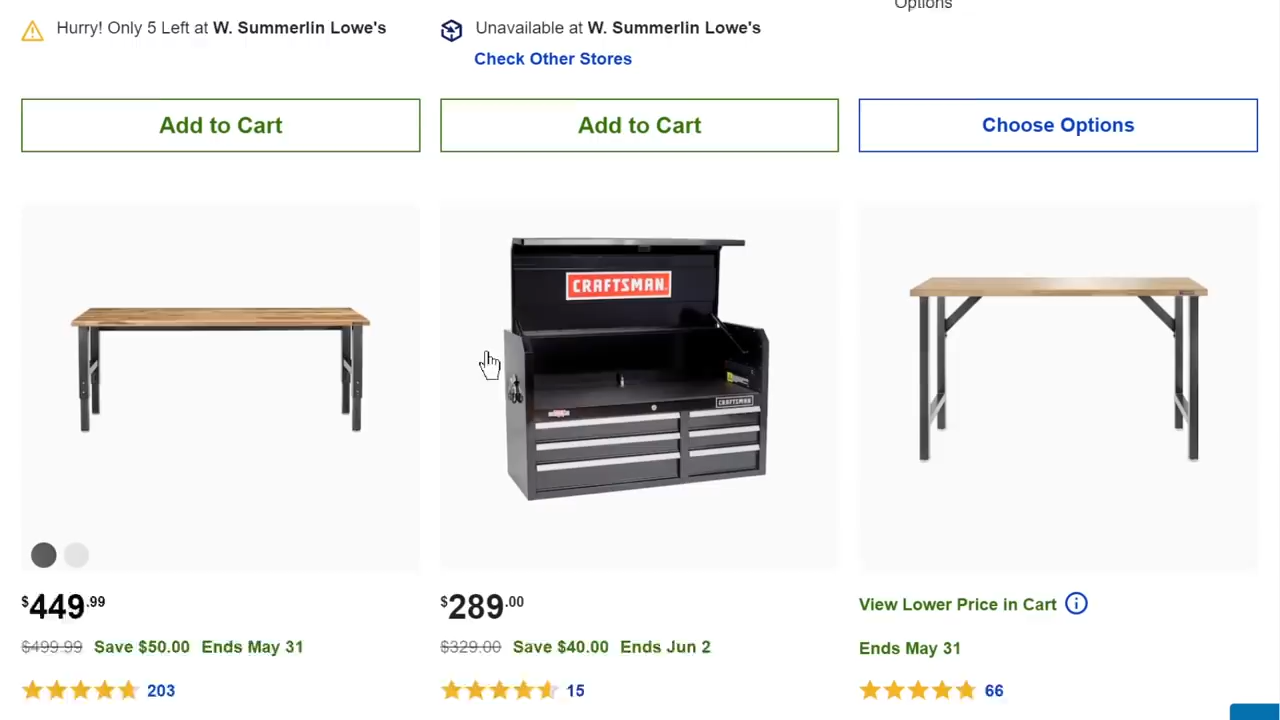 Options
Hurry! Only 5 Left at W. Summerlin Lowe's
Unavailable at W. Summerlin Lowe's
Check Other Stores
Add to Cart
Add to Cart
Choose Options
CRAFTSMAN
CRAFTSMAN
$449.99
$499.99 Save $50.00 Ends May 31
203
$289.00
$329.00 Save $40.00 Ends Jun 2
15
View Lower Price in Cart
Ends May 31
66